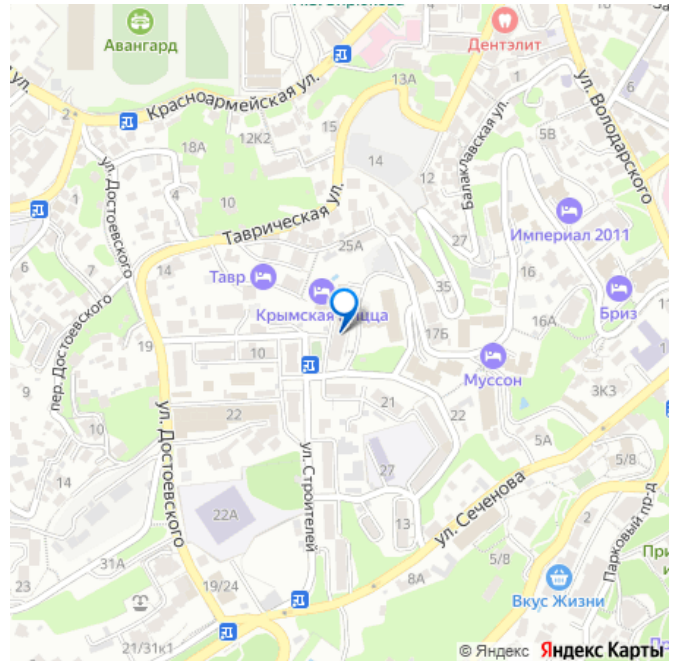 Авангард
Дентэлит
Красноармейская ул.
13А
6
2
12К2
15
18А
14
5В
ул. Володарского
Балаклавская ул.
12
4
10
ул. Достоевского
Таврическая ул.
27
Империал 2011
25А
6
14
Тавр
16
7
35
Крымская
17Б
16А
Бриз
пер. Достоевского
19
10
Муссон
3К3
9
22
21
22
5А
ул. Достоевского
ул. Строителей
27
5/8
14
22А
13
ул. Сеченова
2
Парковый пр-д
31А
5/8
23
19/24
8А
Вкус Жизни
21/31к1
© Яндекс Яндекс Карты